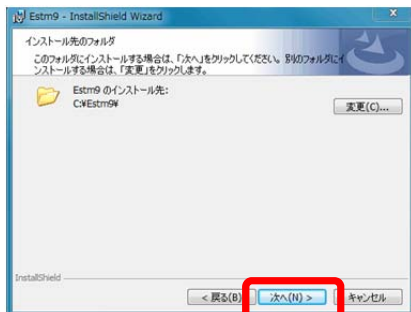 Estm9 - InstallShield Wizard
インストール先のフォルダ
このフォルダにインストールする場合は、「次へ」をクリックしてください。別のフォルダにイ
ンストールする場合は、「変更」をクリックします。
Estm9 のインストール先:
C:¥Estm9¥
変更(C)...
InstallShield
< 戻る(B)
次へ(N) >
キャンセル